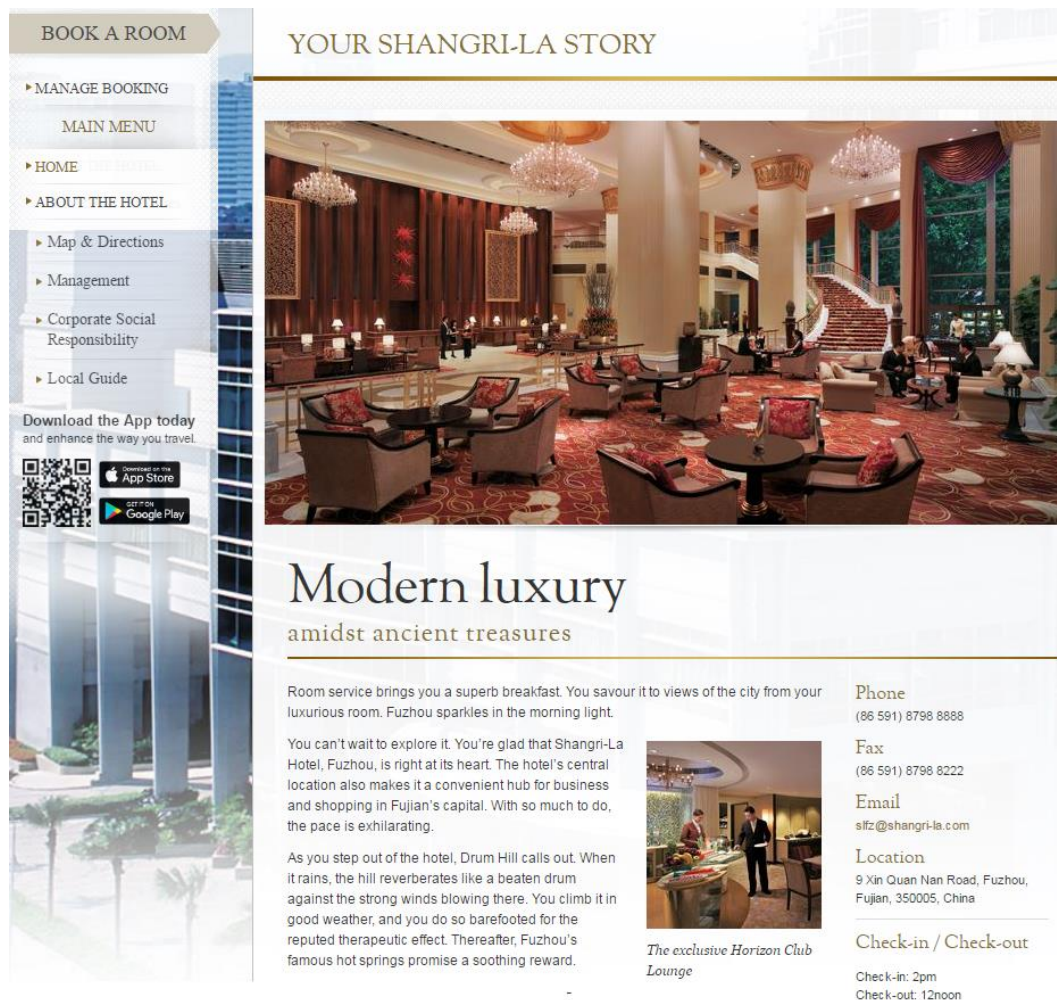 BOOK A ROOM
MANAGE BOOKING
MAIN MENU
HOME
ABOUT THE HOTEL
Map & Directions
Management
Corporate Social
Responsibility
Local Guide
Download the App today
and enhance the way you travel.
Download on the
App Store
GET IT ON
Google Play
YOUR SHANGRI-LA STORY
Modern luxury
amidst ancient treasures
Room service brings you a superb breakfast. You savour it to views of the city from your
luxurious room. Fuzhou sparkles in the morning light.
You can't wait to explore it. You're glad that Shangri-La
Hotel, Fuzhou, is right at its heart. The hotel's central
location also makes it a convenient hub for business
and shopping in Fujian's capital. With so much to do,
the pace is exhilarating.
As you step out of the hotel, Drum Hill calls out. When
it rains, the hill reverberates like a beaten drum
against the strong winds blowing there. You climb it in
good weather, and you do so barefooted for the
reputed therapeutic effect. Thereafter, Fuzhou's
famous hot springs promise a soothing reward.
The exclusive Horizon Club
Lounge
Phone
(86 591) 8798 8888
Fax
(86 591) 8798 8222
Email
slfz@shangri-la.com
Location
9 Xin Quan Nan Road, Fuzhou,
Fujian, 350005, China
Check-in / Check-out
Check-in: 2pm
Check-out: 12noon